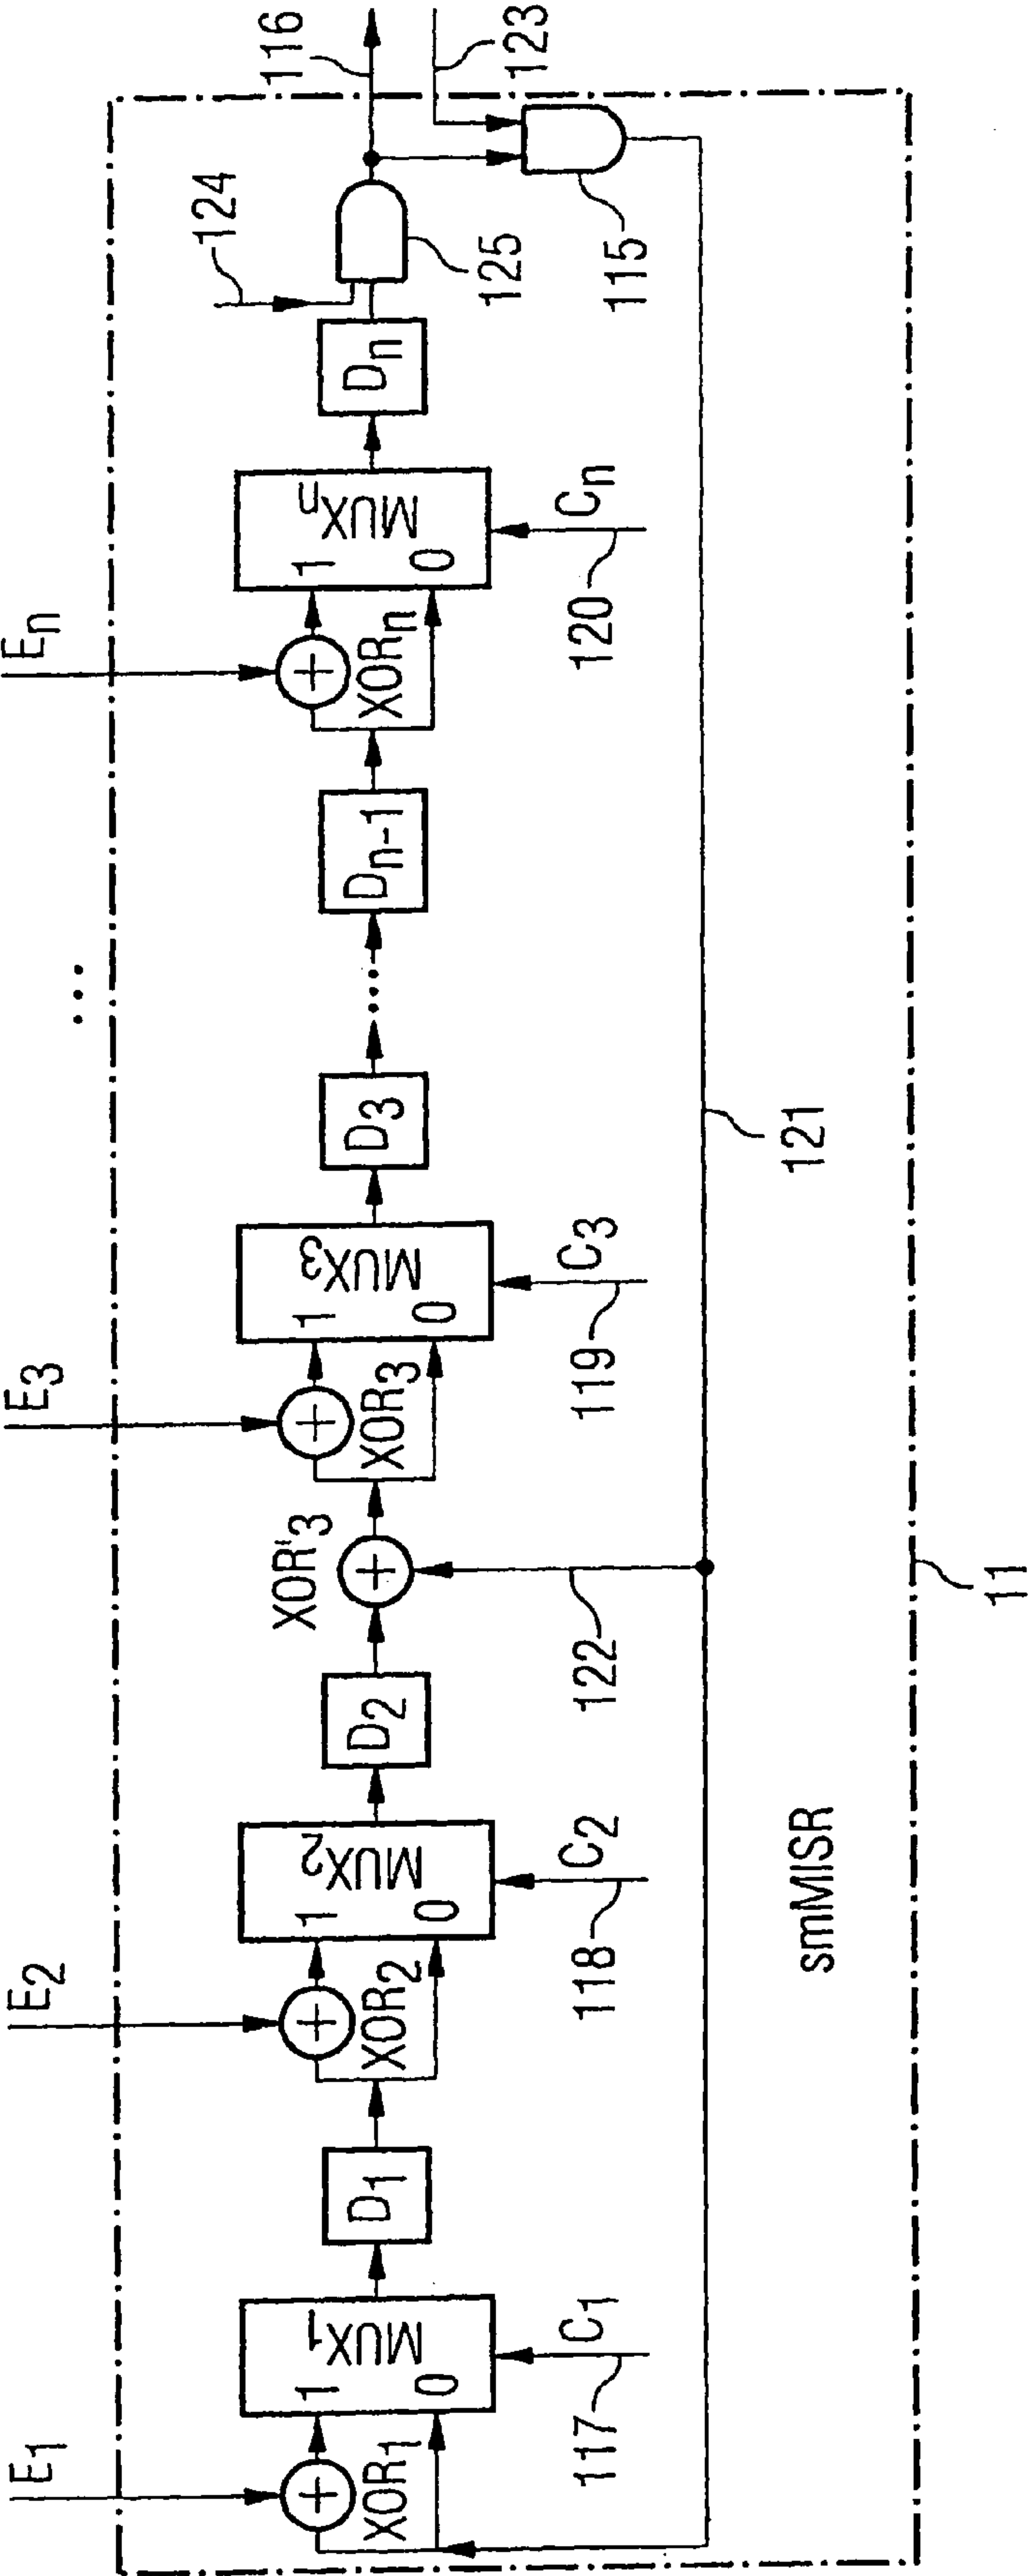 E1
E2
E3
...
En
124
116
123
XOR1
1
0
MUX1
D1
XOR2
1
0
MUX2
D2
XOR'3
XOR3
1
0
MUX3
D3
...
Dn-1
XORn
1
0
MUXn
Dn
125
115
117
C1
118
C2
122
119
C3
120
Cn
121
smMISR
11